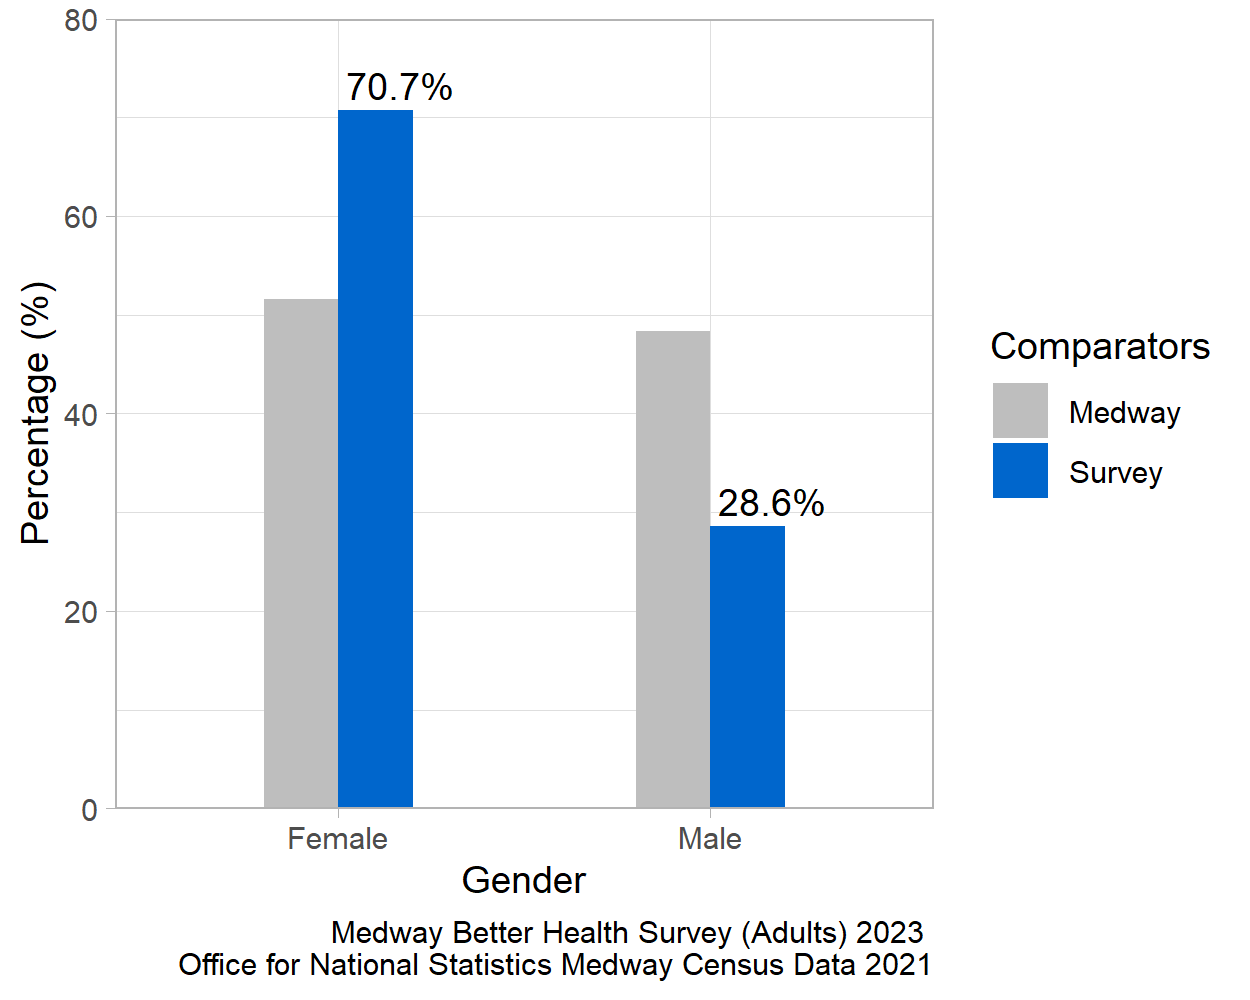 80
60
40
20
0
Percentage (%)
70.7%
28.6%
Female
Male
Gender
Comparators
Medway
Survey
Medway Better Health Survey (Adults) 2023
Office for National Statistics Medway Census Data 2021